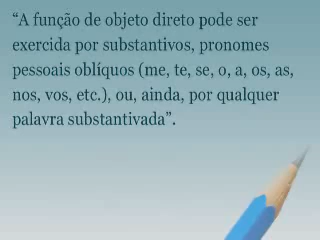 “A função de objeto direto pode ser
exercida por substantivos, pronomes
pessoais oblíquos (me, te, se, o, a, os, as,
nos, vos, etc.), ou, ainda, por qualquer
palavra substantivada”.